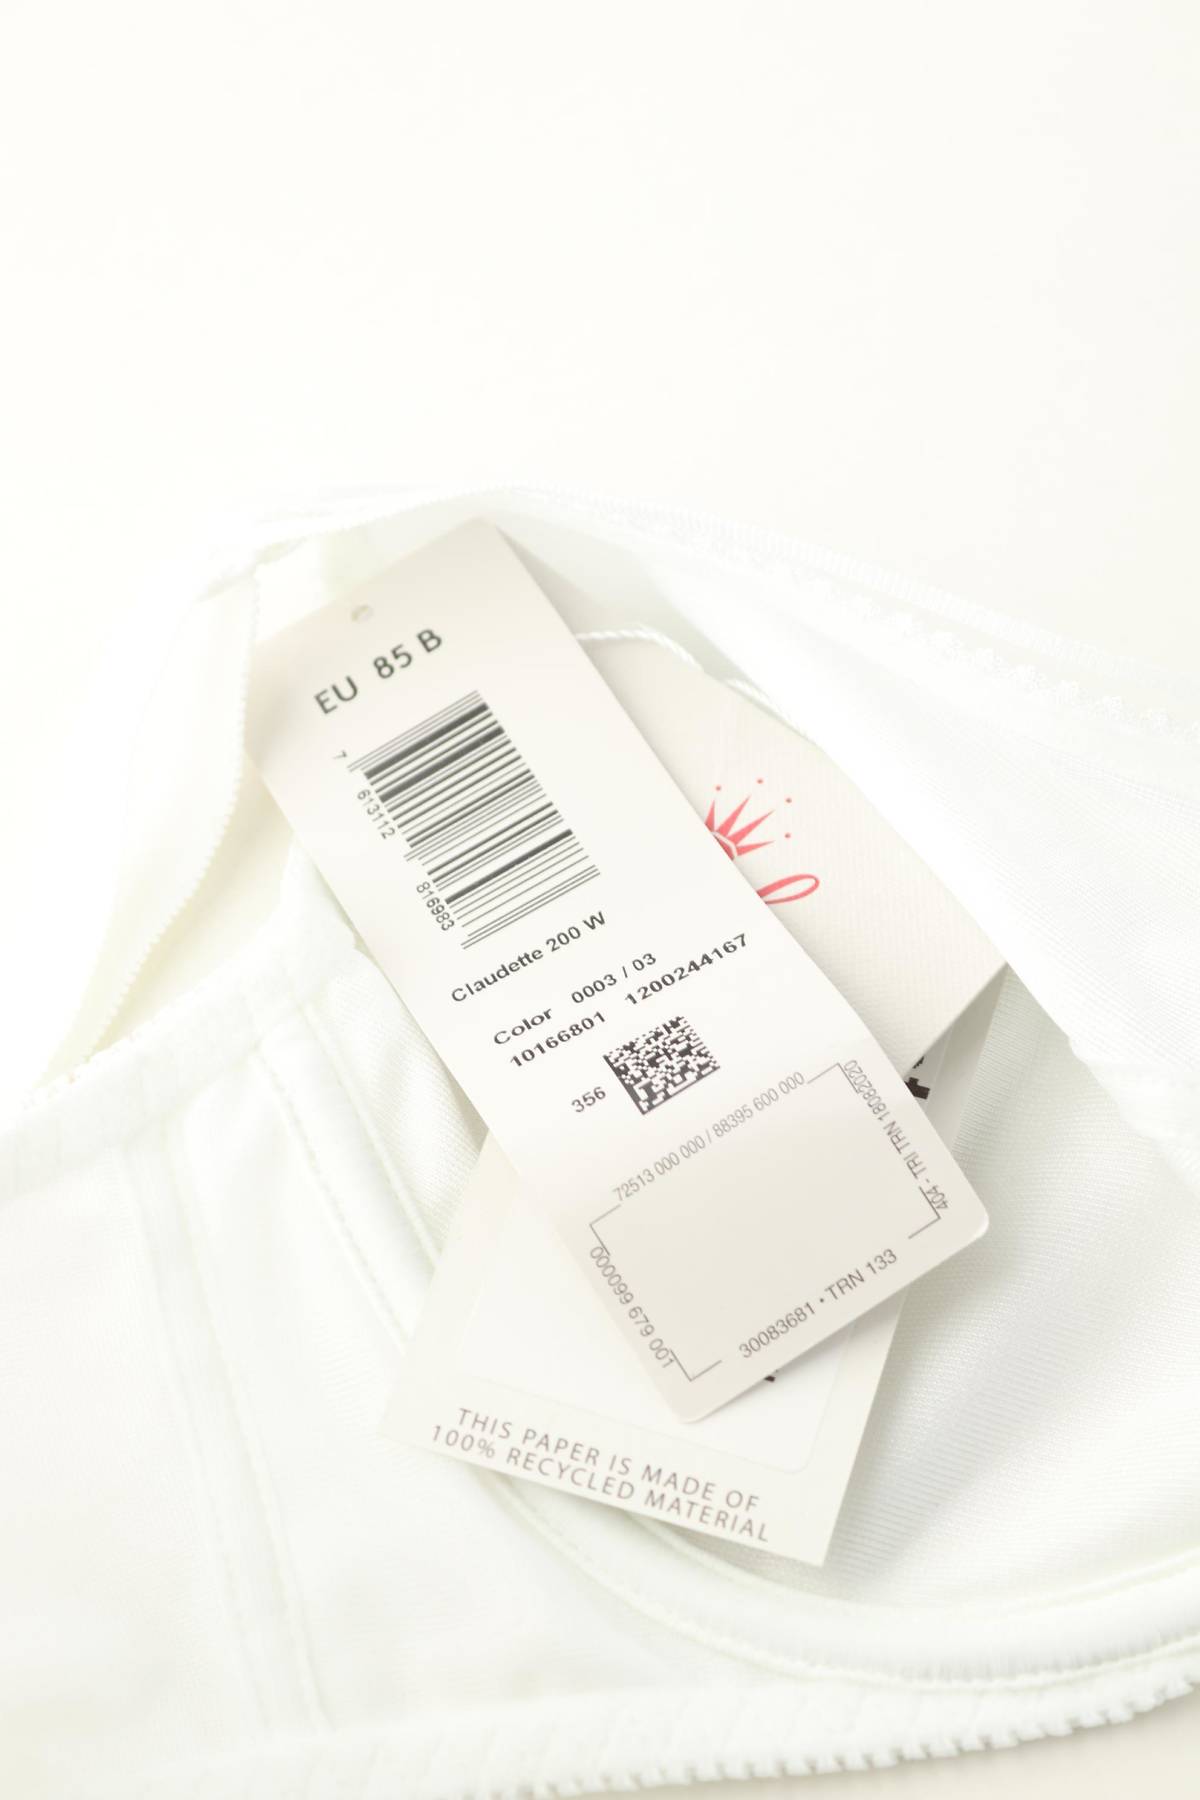 EU 85 B
7 613112 816983
Claudette 200 W
Color 0003 / 03
10166801 1200244167
356
72513 000 000 / 88395 600 000
404 - TRI TRN 18082020
000099 679 001
30083681 • TRN 133
THIS PAPER IS MADE OF
100% RECYCLED MATERIAL